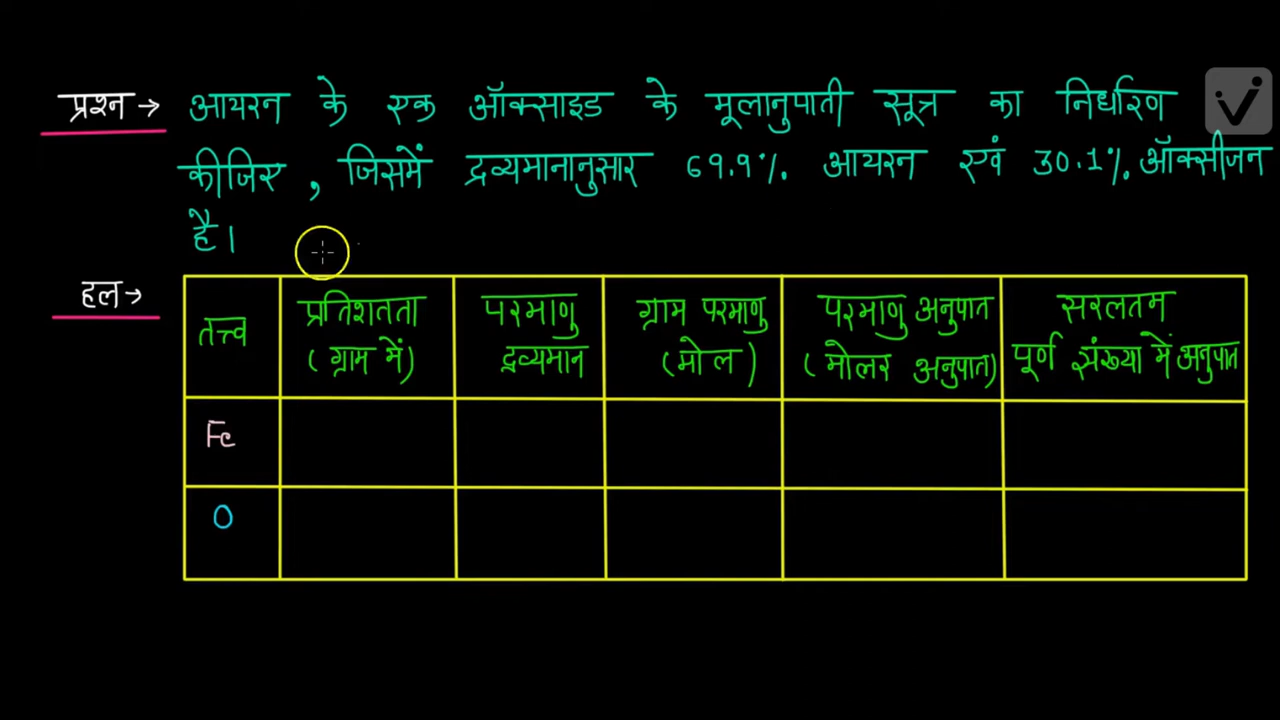 प्रश्न → आयरन के एक ऑक्साइड के मूलानुपाती सूत्र का निर्धारण
कीजिए, जिसमें द्रव्यमानानुसार 69.9%. आयरन एवं 30.1%. ऑक्सीजन
है।
हल →
तत्त्व
प्रतिशतता
(ग्राम में)
परमाणु
द्रव्यमान
ग्राम परमाणु
(मोल)
परमाणु अनुपात
(मोलर अनुपात)
सरलतम
पूर्ण संख्या में अनुपात
Fe
O